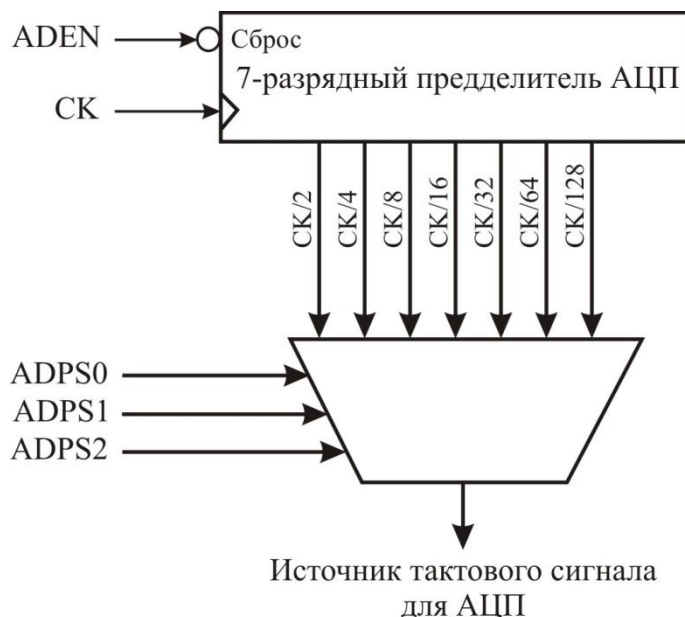 ADEN
Сброс
7-разрядный предделитель АЦП
CK
CK/2
CK/4
CK/8
CK/16
CK/32
CK/64
CK/128
ADPS0
ADPS1
ADPS2
Источник тактового сигнала
для АЦП